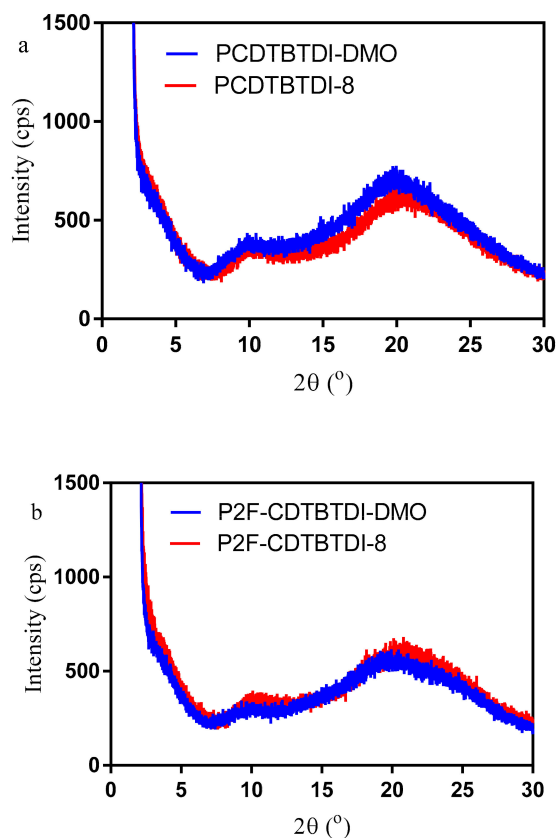 a
1500
1000
500
0
Intensity (cps)
PCDTBTDI-DMO
PCDTBTDI-8
0 5 10 15 20 25 30
2θ (o)
b
1500
1000
500
0
Intensity (cps)
P2F-CDTBTDI-DMO
P2F-CDTBTDI-8
0 5 10 15 20 25 30
2θ (o)